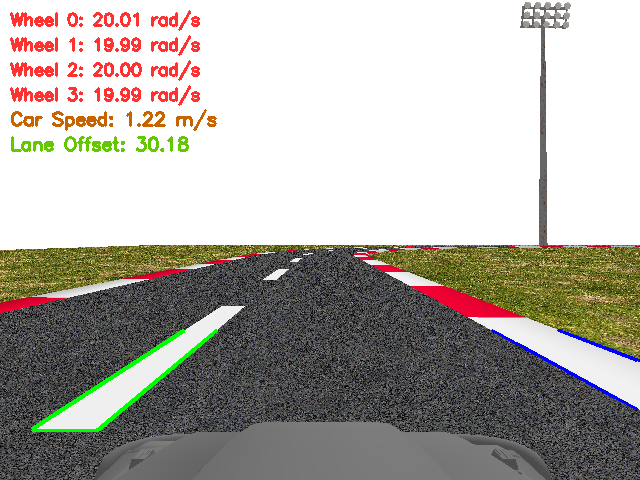 Wheel 0: 20.01 rad/s
Wheel 1: 19.99 rad/s
Wheel 2: 20.00 rad/s
Wheel 3: 19.99 rad/s
Car Speed: 1.22 m/s
Lane Offset: 30.18